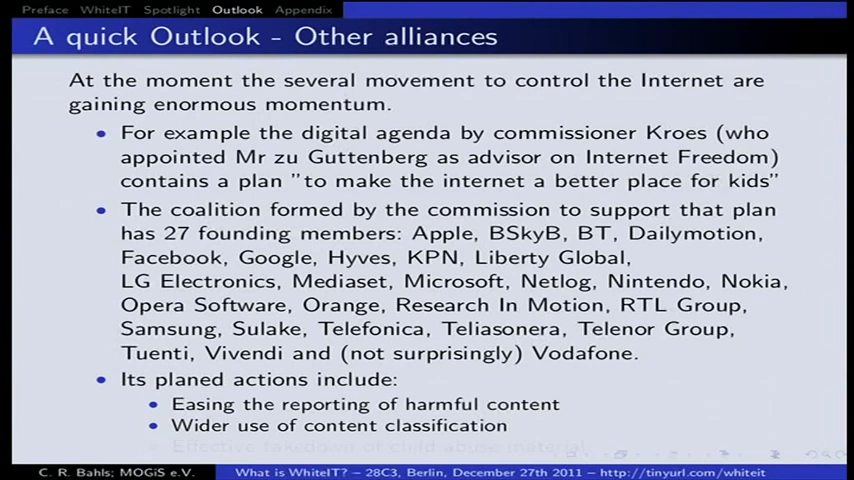 Preface WhiteIT Spotlight Outlook Appendix
A quick Outlook - Other alliances
At the moment the several movement to control the Internet are
gaining enormous momentum.
• For example the digital agenda by commissioner Kroes (who
appointed Mr zu Guttenberg as advisor on Internet Freedom)
contains a plan "to make the internet a better place for kids"
• The coalition formed by the commission to support that plan
has 27 founding members: Apple, BSkyB, BT, Dailymotion,
Facebook, Google, Hyves, KPN, Liberty Global,
LG Electronics, Mediaset, Microsoft, Netlog, Nintendo, Nokia,
Opera Software, Orange, Research In Motion, RTL Group,
Samsung, Sulake, Telefonica, Teliasonera, Telenor Group,
Tuenti, Vivendi and (not surprisingly) Vodafone.
• Its planed actions include:
• Easing the reporting of harmful content
• Wider use of content classification
• Effective takedown of child abuse material
C. R. Bahls; MOGiS e.V. What is WhiteIT? – 28C3, Berlin, December 27th 2011 – http://tinyurl.com/whiteit